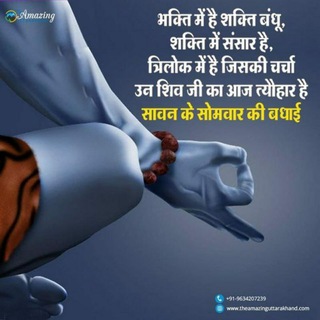 Amazing
भक्ति में है शक्ति बंधू,
शक्ति में संसार है,
त्रिलोक में है जिसकी चर्चा
उन शिव जी का आज त्यौहार है
सावन के सोमवार की बधाई
+91-9634207239
www.theamazinguttarakhand.com